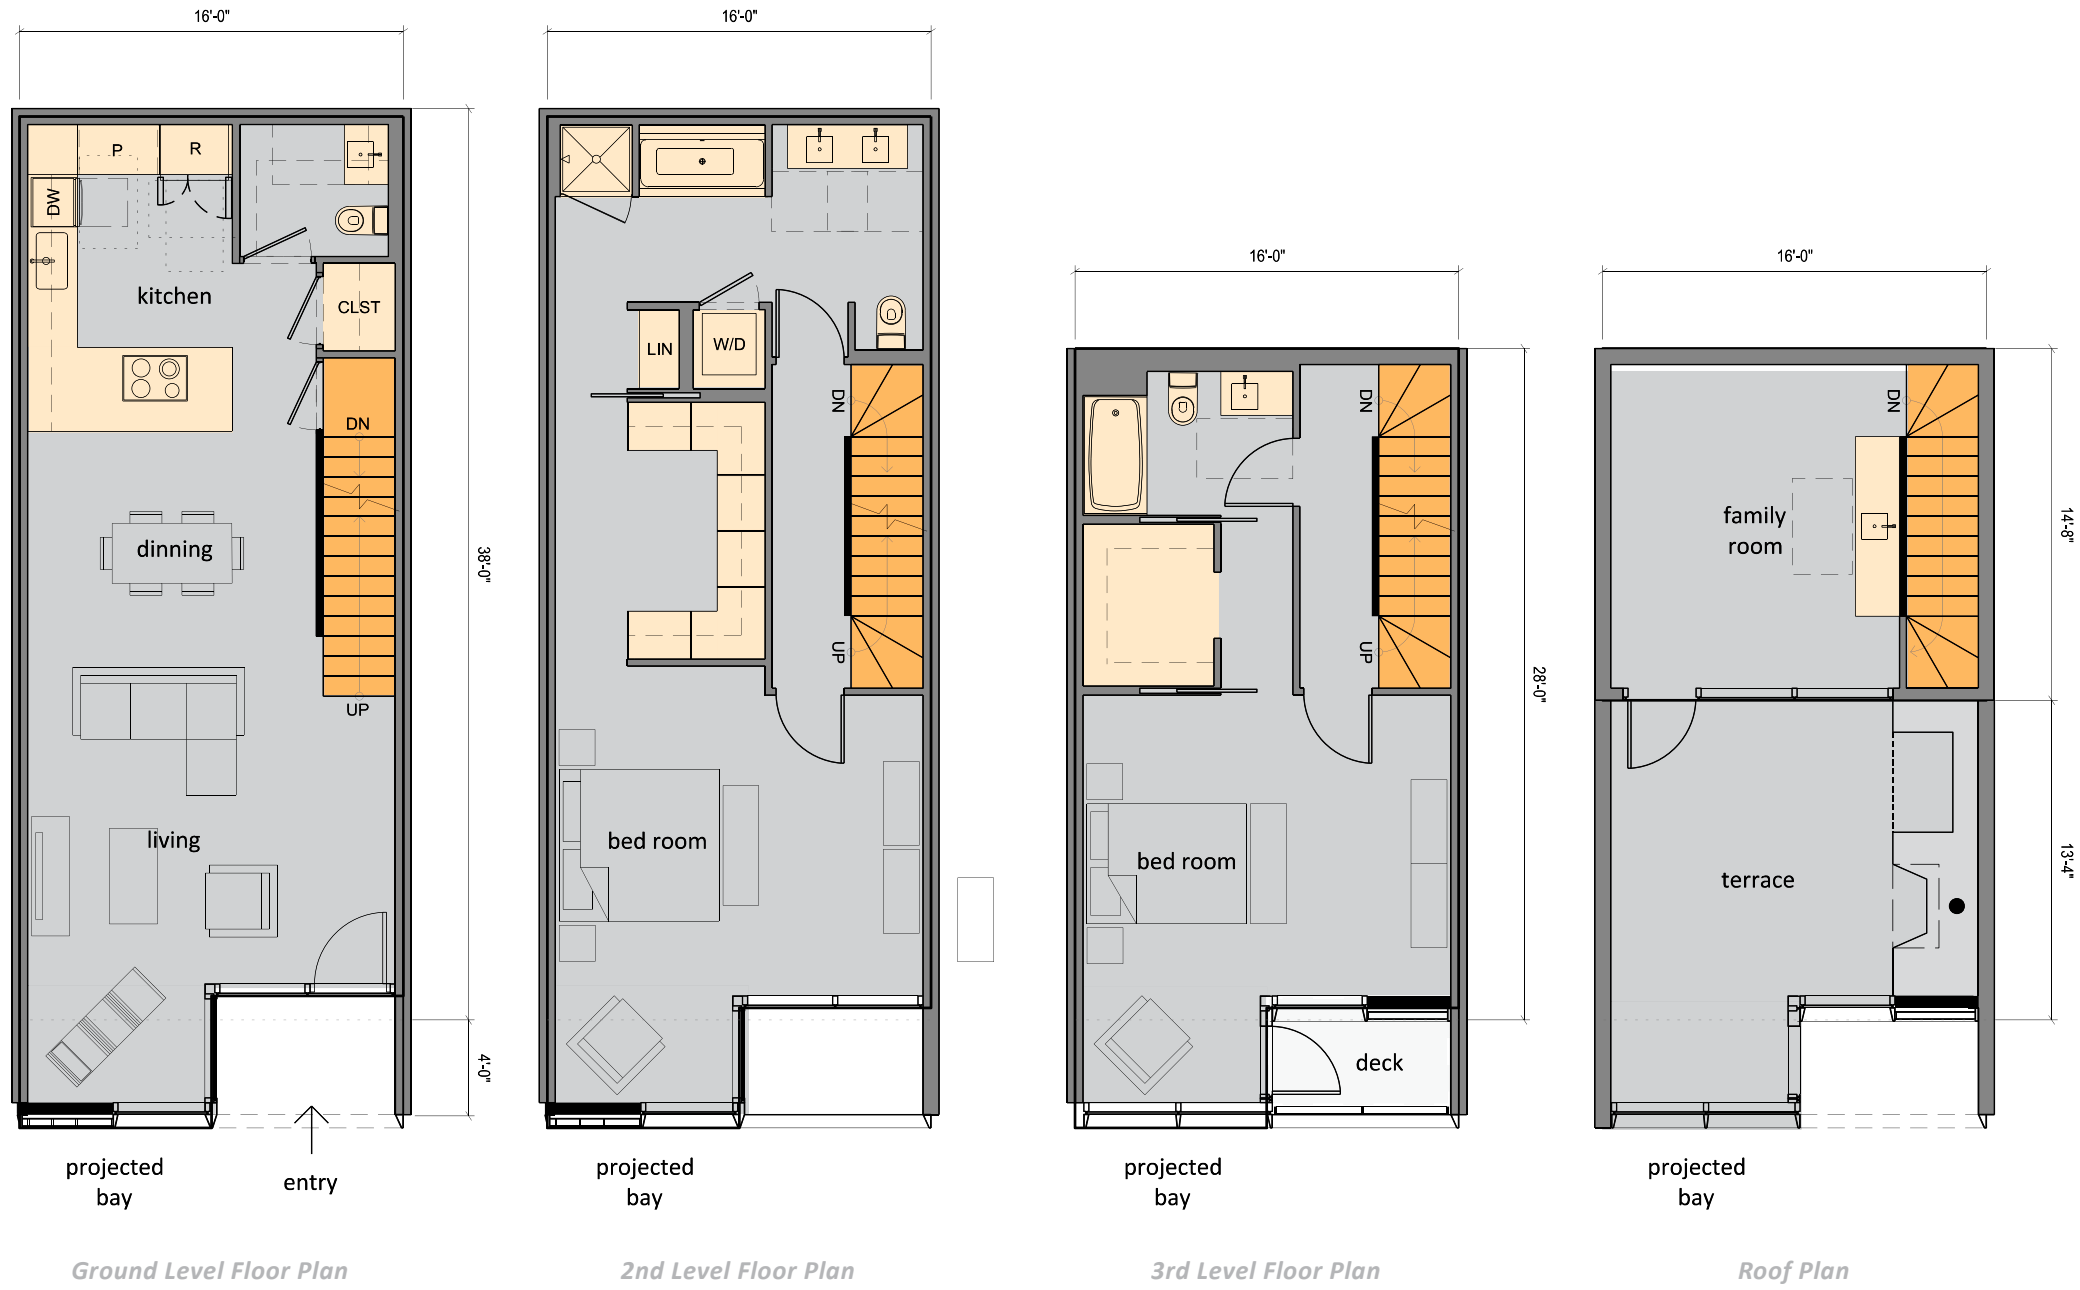 16'-0"
16'-0"
P
R
DW
kitchen
CLST
DN
dinning
38'-0"
UP
living
4'-0"
projected
bay
entry
Ground Level Floor Plan
LIN
W/D
DN
UP
bed room
projected
bay
2nd Level Floor Plan
16'-0"
DN
UP
28'-0"
bed room
deck
projected
bay
3rd Level Floor Plan
16'-0"
DN
family
room
14'-8"
terrace
13'-4"
projected
bay
Roof Plan